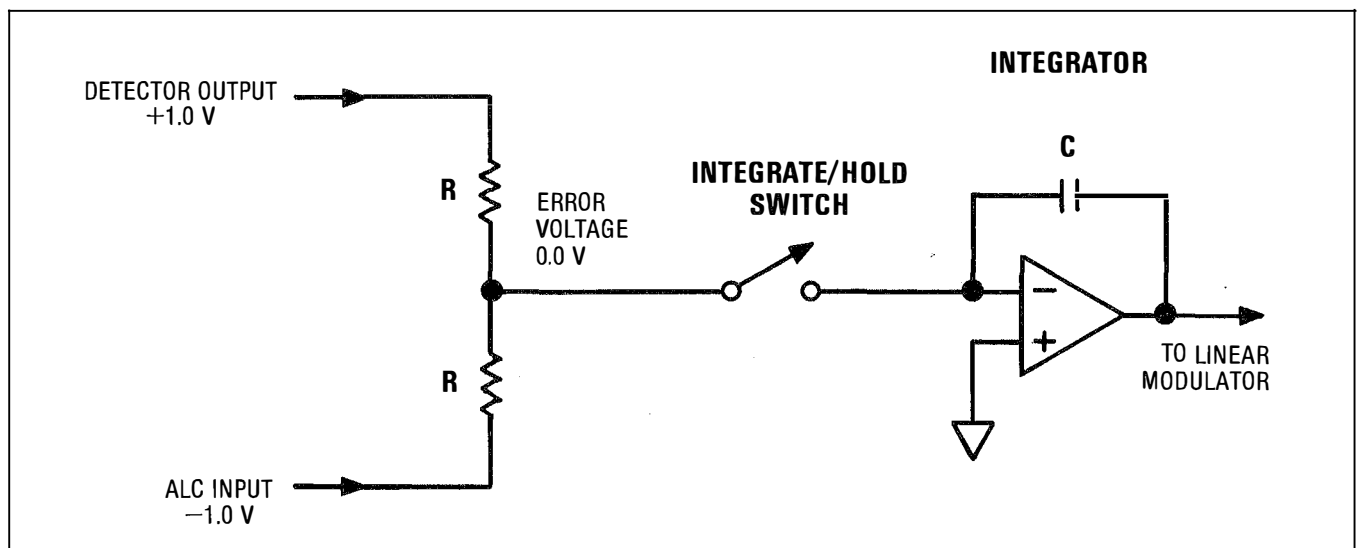 INTEGRATOR
DETECTOR OUTPUT
+1.0 V
C
INTEGRATE/HOLD
SWITCH
R
ERROR
VOLTAGE
0.0 V
−
+
TO LINEAR
MODULATOR
R
ALC INPUT
−1.0 V